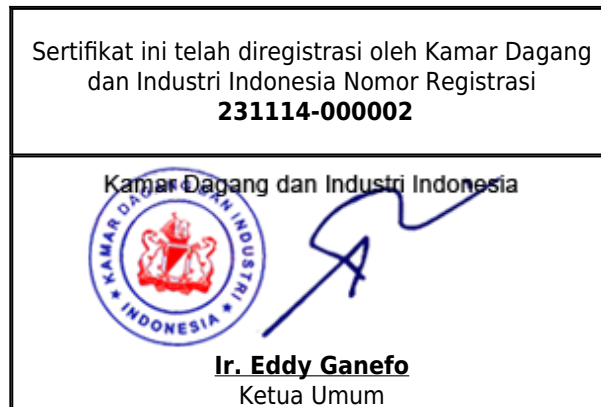 Sertifikat ini telah diregistrasi oleh Kamar Dagang
dan Industri Indonesia Nomor Registrasi
231114-000002
Kamar Dagang dan Industri Indonesia
KAMAR DAGANG DAN INDUSTRI
INDONESIA
Ir. Eddy Ganefo
Ketua Umum